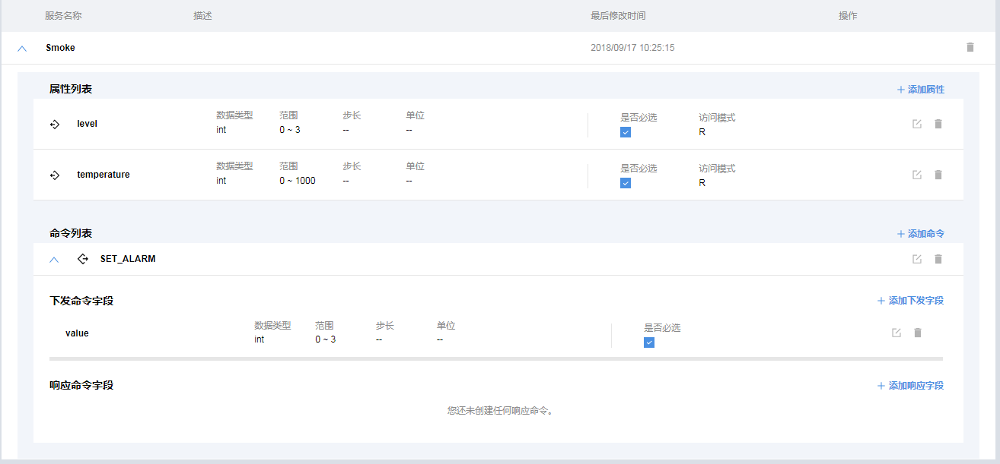 服务名称 描述 最后修改时间 操作
Smoke 2018/09/17 10:25:15
属性列表 + 添加属性
level 数据类型 范围 步长 单位 是否必选 访问模式
int 0 ~ 3 -- -- R
temperature 数据类型 范围 步长 单位 是否必选 访问模式
int 0 ~ 1000 -- -- R
命令列表 + 添加命令
SET_ALARM
下发命令字段 + 添加下发字段
value 数据类型 范围 步长 单位 是否必选
int 0 ~ 3 -- --
响应命令字段 + 添加响应字段
您还未创建任何响应命令。